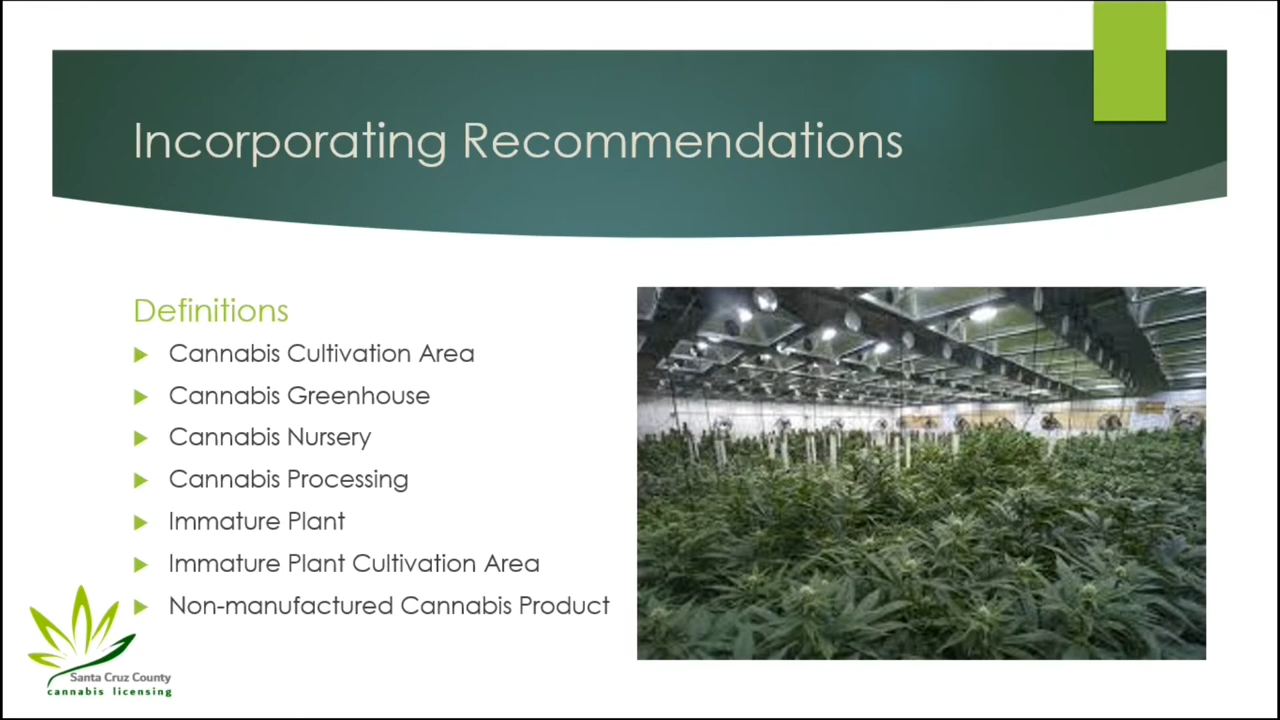 Incorporating Recommendations
Definitions
Cannabis Cultivation Area
Cannabis Greenhouse
Cannabis Nursery
Cannabis Processing
Immature Plant
Immature Plant Cultivation Area
Non-manufactured Cannabis Product
Santa Cruz County
cannabis licensing